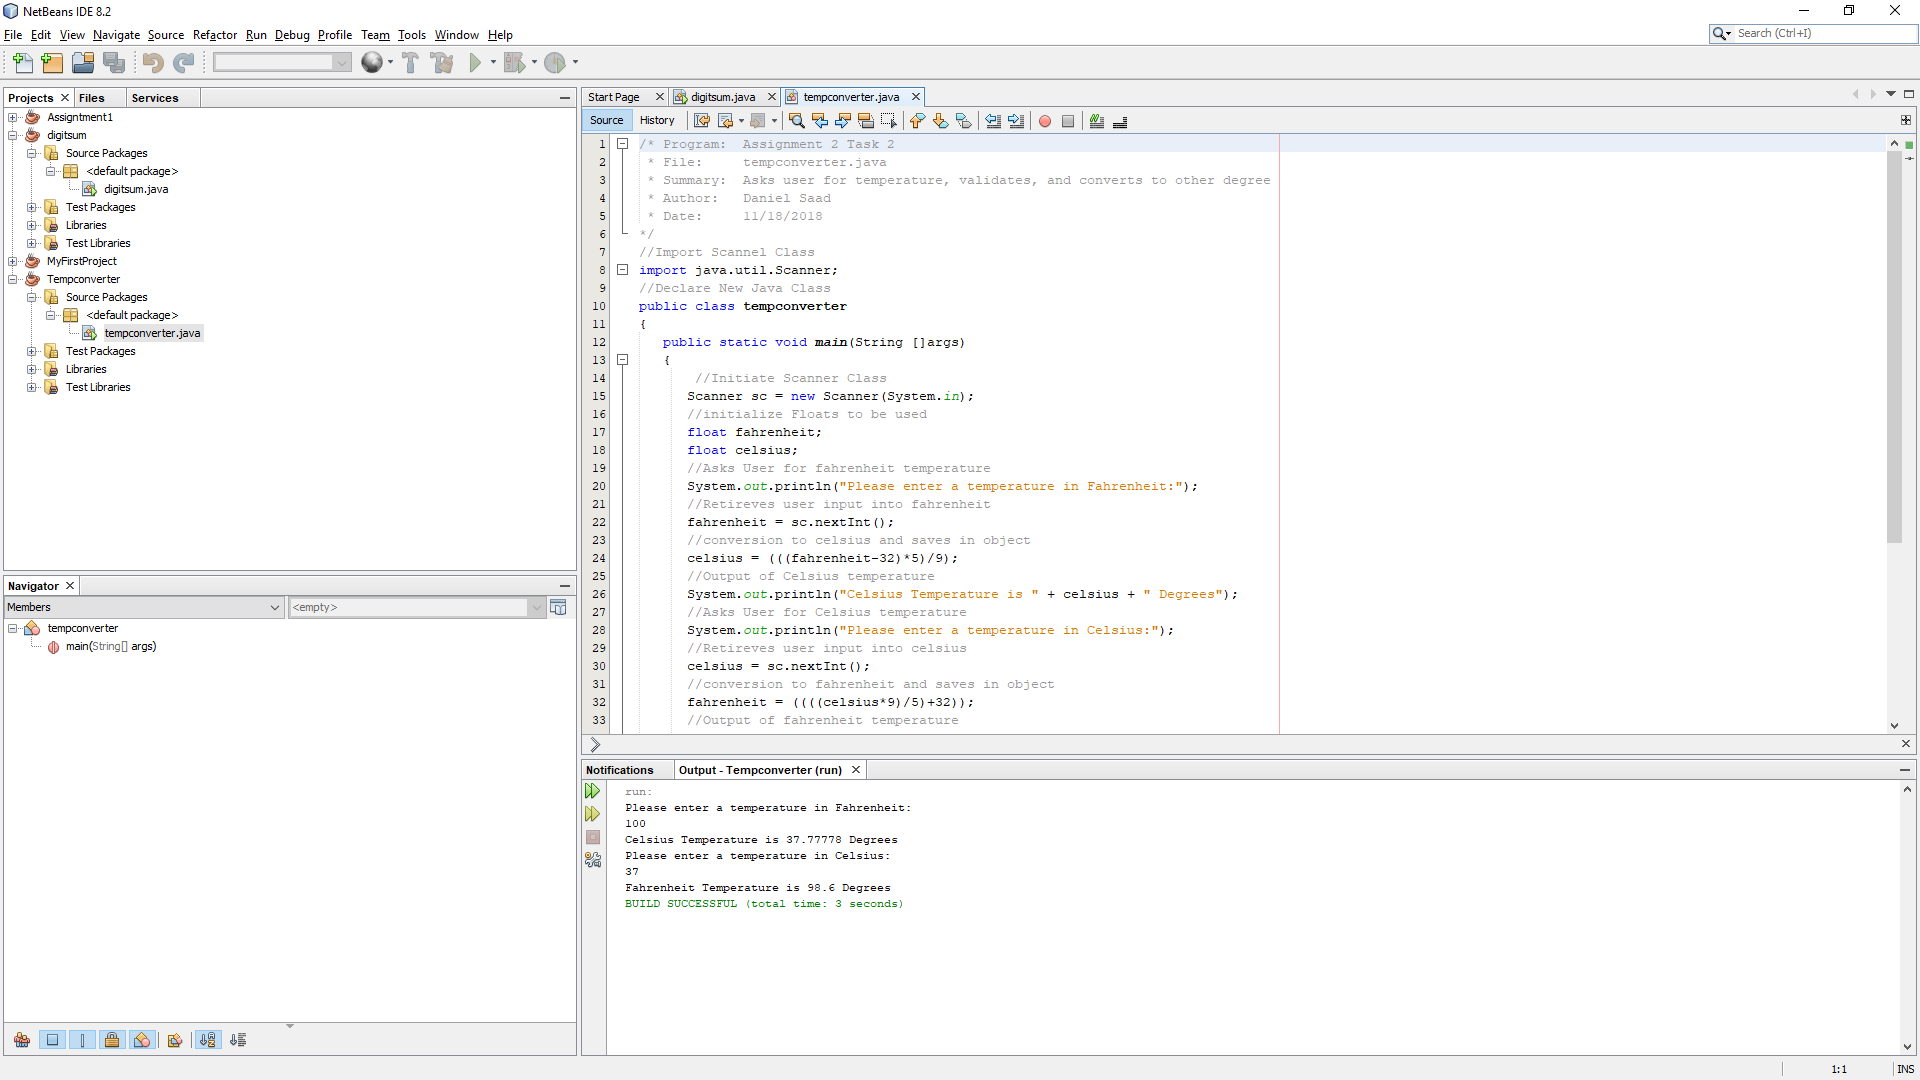 NetBeans IDE 8.2
File Edit View Navigate Source Refactor Run Debug Profile Team Tools Window Help
Search (Ctrl+I)
Projects Files Services
Assigntment1
digitsum
Source Packages
<default package>
digitsum.java
Test Packages
Libraries
Test Libraries
MyFirstProject
Tempconverter
Source Packages
<default package>
tempconverter.java
Test Packages
Libraries
Test Libraries
Navigator
Members <empty>
tempconverter
main(String[] args)
Start Page digitsum.java tempconverter.java
Source History
1 /* Program:  Assignment 2 Task 2
2  * File:     tempconverter.java
3  * Summary:  Asks user for temperature, validates, and converts to other degree
4  * Author:   Daniel Saad
5  * Date:     11/18/2018
6 */
7 //Import Scannel Class
8 import java.util.Scanner;
9 //Declare New Java Class
10 public class tempconverter
11 {
12    public static void main(String []args)
13    {
14        //Initiate Scanner Class
15       Scanner sc = new Scanner(System.in);
16       //initialize Floats to be used
17       float fahrenheit;
18       float celsius;
19       //Asks User for fahrenheit temperature
20       System.out.println("Please enter a temperature in Fahrenheit:");
21       //Retireves user input into fahrenheit
22       fahrenheit = sc.nextInt();
23       //conversion to celsius and saves in object
24       celsius = (((fahrenheit-32)*5)/9);
25       //Output of Celsius temperature
26       System.out.println("Celsius Temperature is " + celsius + " Degrees");
27       //Asks User for Celsius temperature
28       System.out.println("Please enter a temperature in Celsius:");
29       //Retireves user input into celsius
30       celsius = sc.nextInt();
31       //conversion to fahrenheit and saves in object
32       fahrenheit = ((((celsius*9)/5)+32));
33       //Output of fahrenheit temperature
Notifications Output - Tempconverter (run)
run:
Please enter a temperature in Fahrenheit:
100
Celsius Temperature is 37.77778 Degrees
Please enter a temperature in Celsius:
37
Fahrenheit Temperature is 98.6 Degrees
BUILD SUCCESSFUL (total time: 3 seconds)
1:1 INS